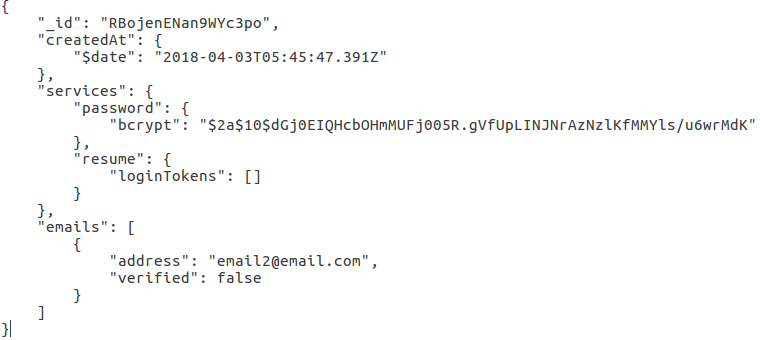 {
    "_id": "RBojenENan9WYc3po",
    "createdAt": {
        "$date": "2018-04-03T05:45:47.391Z"
    },
    "services": {
        "password": {
            "bcrypt": "$2a$10$dGj0EIQHcbOHmMUFj005R.gVfUpLINJNrAzNzlKfMMYls/u6wrMdK"
        },
        "resume": {
            "loginTokens": []
        }
    },
    "emails": [
        {
            "address": "email2@email.com",
            "verified": false
        }
    ]
}